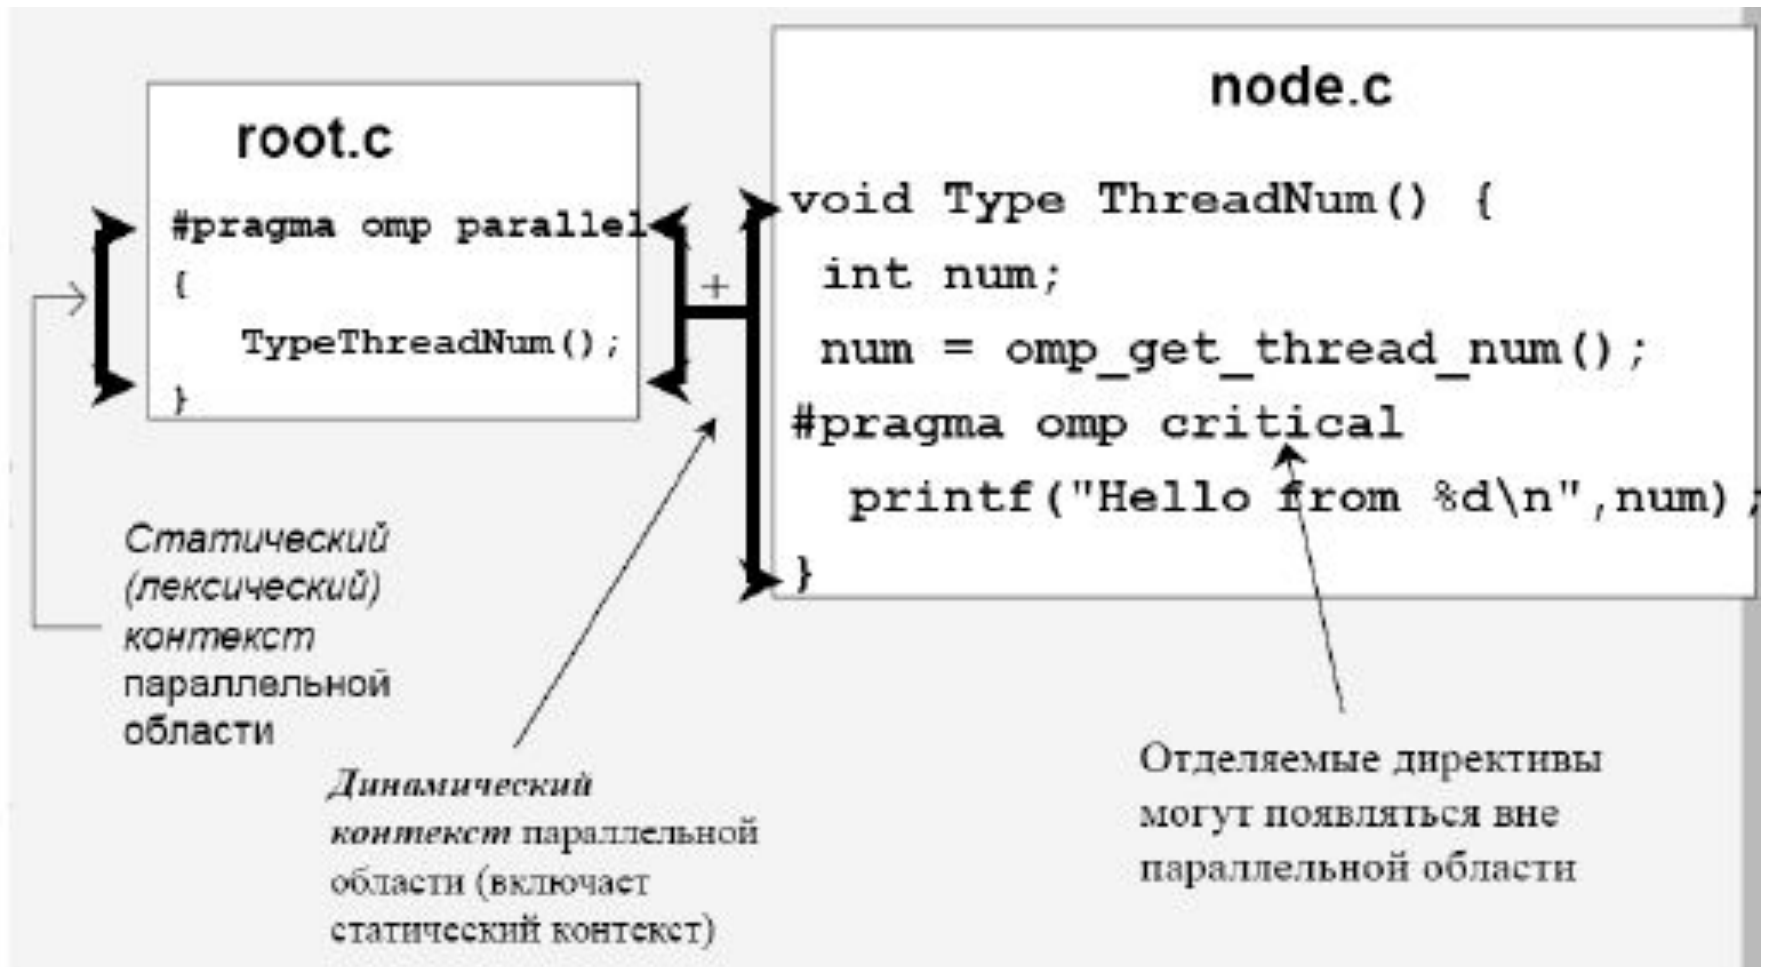 root.c
#pragma omp parallel
{
TypeThreadNum();
}
+
node.c
void Type ThreadNum() {
int num;
num = omp_get_thread_num();
#pragma omp critical
printf("Hello from %d\n",num);
}
Статический
(лексический)
контекст
параллельной
области
Динамический
контекст параллельной
области (включает
статический контекст)
Отделяемые директивы
могут появляться вне
параллельной области